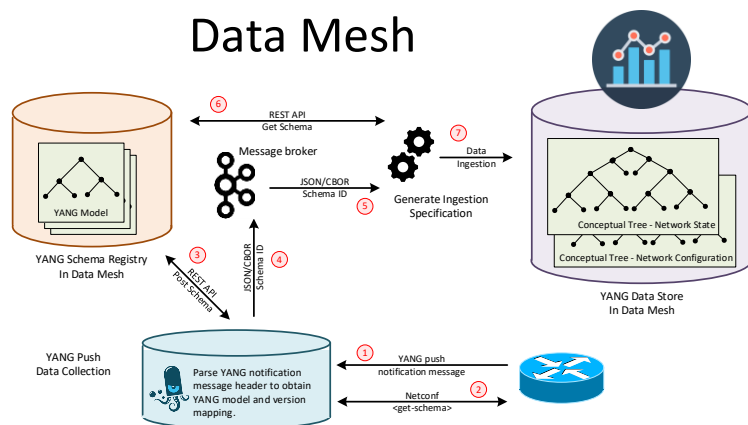 Data Mesh
6
REST API
Get Schema
7
Data
Ingestion
Message broker
JSON/CBOR
Schema ID
5
Generate Ingestion
Specification
YANG Model
YANG Schema Registry
In Data Mesh
Conceptual Tree - Network State
Conceptual Tree - Network Configuration
YANG Data Store
In Data Mesh
3
REST API
Post Schema
JSON/CBOR
Schema ID
4
YANG Push
Data Collection
Parse YANG notification
message header to obtain
YANG model and version
mapping.
1
YANG push
notification message
2
Netconf
<get-schema>